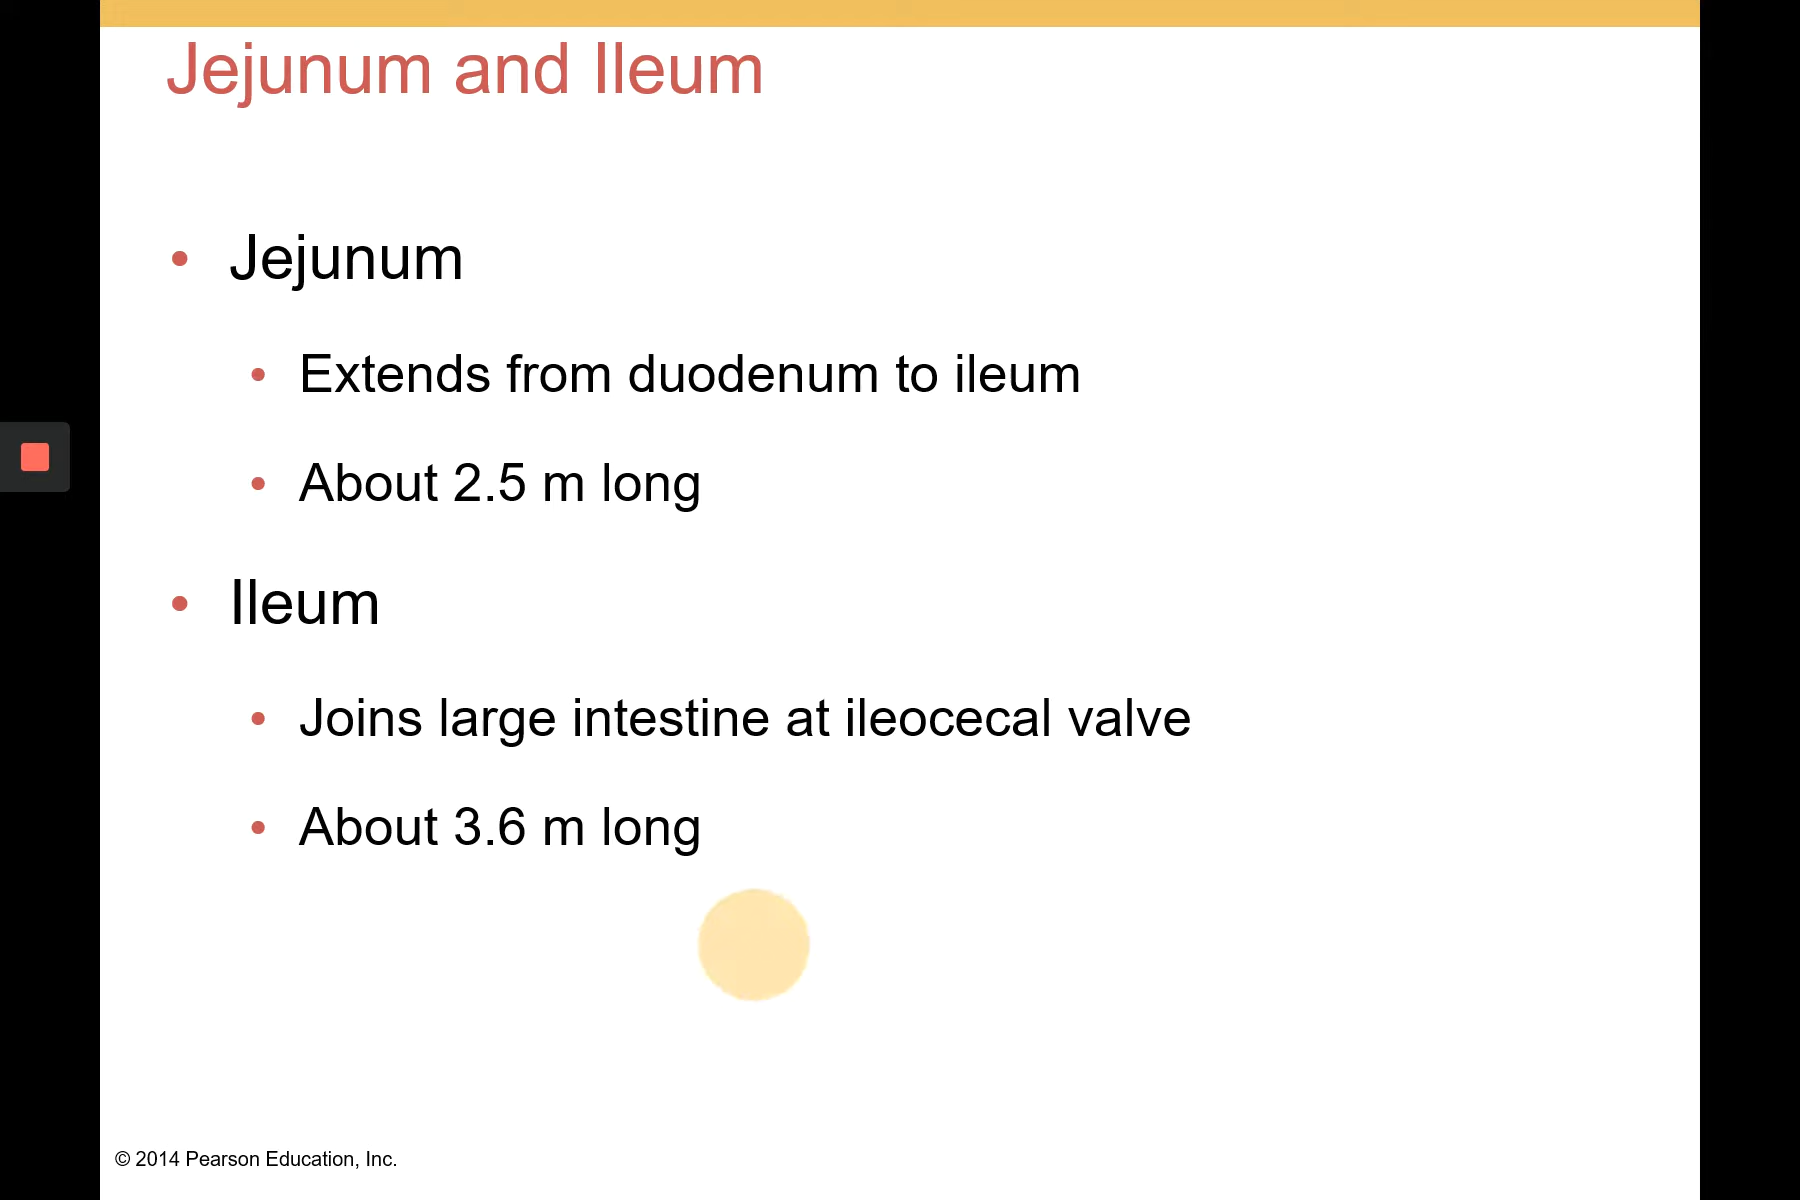 Jejunum and Ileum
• Jejunum
• Extends from duodenum to ileum
• About 2.5 m long
• Ileum
• Joins large intestine at ileocecal valve
• About 3.6 m long
© 2014 Pearson Education, Inc.